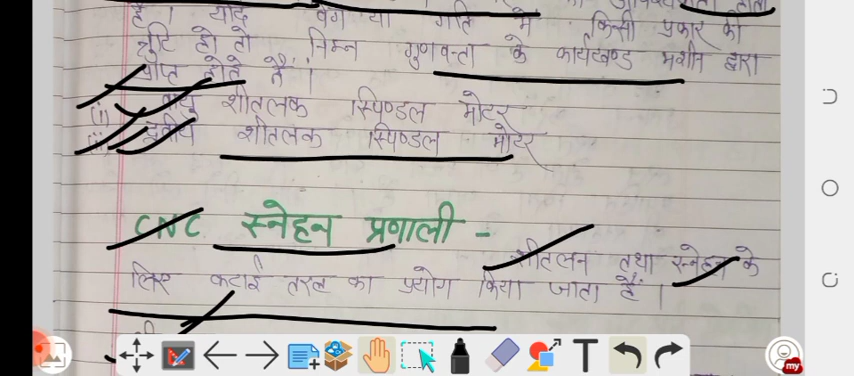 है । यदि वेग या गति में किसी प्रकार की
त्रुटि हो तो निम्न गुणवत्ता के कार्यखण्ड मशीन द्वारा
प्राप्त होते हैं ।
(i) वायु शीतलक स्पिण्डल मोटर
(ii) द्रवीय शीतलक स्पिण्डल मोटर
CNC स्नेहन प्रणाली -
शीतलन तथा स्नेहन के
लिए कटाई तरल का प्रयोग किया जाता है ।
my